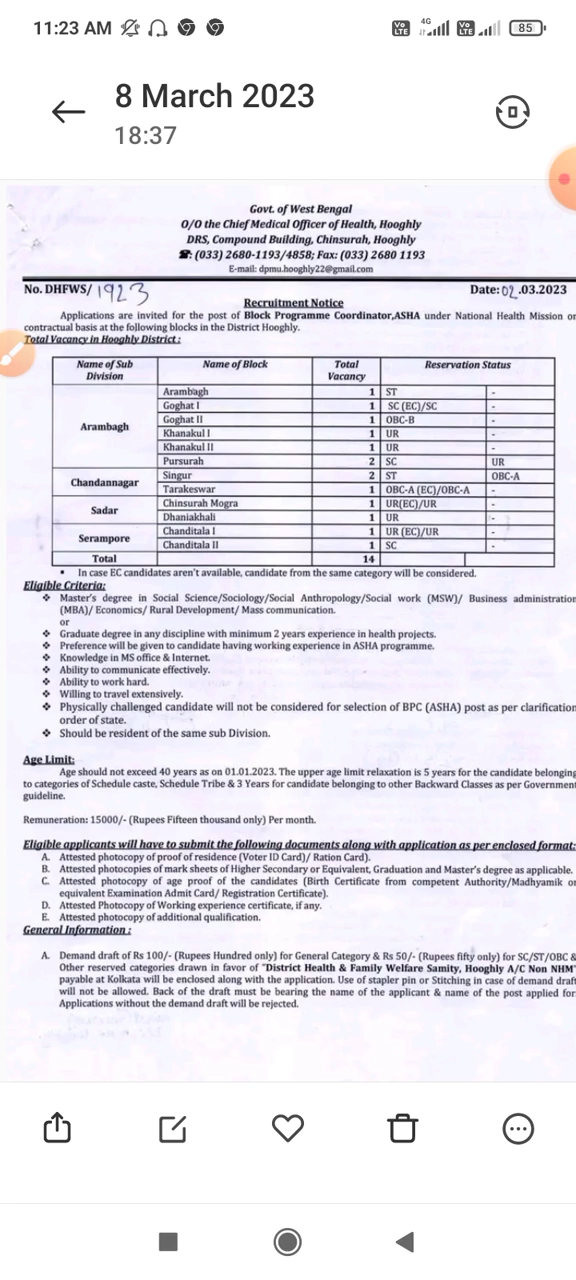 11:23 AM
4G
85
8 March 2023
18:37
Govt. of West Bengal
O/O the Chief Medical Officer of Health, Hooghly
DRS, Compound Building, Chinsurah, Hooghly
☎: (033) 2680-1193/4858; Fax: (033) 2680 1193
E-mail: dpmu.hooghly22@gmail.com
No. DHFWS/ 1923 Date: 02.03.2023
Recruitment Notice
Applications are invited for the post of Block Programme Coordinator,ASHA under National Health Mission or
contractual basis at the following blocks in the District Hooghly.
Total Vacancy in Hooghly District :
Name of Sub Division Name of Block Total Vacancy Reservation Status
Arambagh Arambagh 1 ST -
Goghat I 1 SC (EC)/SC -
Goghat II 1 OBC-B -
Khanakul I 1 UR -
Khanakul II 1 UR -
Pursurah 2 SC UR
Chandannagar Singur 2 ST OBC-A
Tarakeswar 1 OBC-A (EC)/OBC-A -
Sadar Chinsurah Mogra 1 UR(EC)/UR -
Dhaniakhali 1 UR -
Serampore Chanditala I 1 UR (EC)/UR -
Chanditala II 1 SC -
Total 14
• In case EC candidates aren't available, candidate from the same category will be considered.
Eligible Criteria:
❖ Master's degree in Social Science/Sociology/Social Anthropology/Social work (MSW)/ Business administration
(MBA)/ Economics/ Rural Development/ Mass communication.
or
❖ Graduate degree in any discipline with minimum 2 years experience in health projects.
❖ Preference will be given to candidate having working experience in ASHA programme.
❖ Knowledge in MS office & Internet.
❖ Ability to communicate effectively.
❖ Ability to work hard.
❖ Willing to travel extensively.
❖ Physically challenged candidate will not be considered for selection of BPC (ASHA) post as per clarification
order of state.
❖ Should be resident of the same sub Division.
Age Limit:
Age should not exceed 40 years as on 01.01.2023. The upper age limit relaxation is 5 years for the candidate belonging
to categories of Schedule caste, Schedule Tribe & 3 Years for candidate belonging to other Backward Classes as per Government
guideline.
Remuneration: 15000/- (Rupees Fifteen thousand only) Per month.
Eligible applicants will have to submit the following documents along with application as per enclosed format:
A. Attested photocopy of proof of residence (Voter ID Card)/ Ration Card).
B. Attested photocopies of mark sheets of Higher Secondary or Equivalent, Graduation and Master's degree as applicable.
C. Attested photocopy of age proof of the candidates (Birth Certificate from competent Authority/Madhyamik or
equivalent Examination Admit Card/ Registration Certificate).
D. Attested Photocopy of Working experience certificate, if any.
E. Attested photocopy of additional qualification.
General Information :
A. Demand draft of Rs 100/- (Rupees Hundred only) for General Category & Rs 50/- (Rupees fifty only) for SC/ST/OBC &
Other reserved categories drawn in favor of "District Health & Family Welfare Samity, Hooghly A/C Non NHM"
payable at Kolkata will be enclosed along with the application. Use of stapler pin or Stitching in case of demand draft
will not be allowed. Back of the draft must be bearing the name of the applicant & name of the post applied for.
Applications without the demand draft will be rejected.